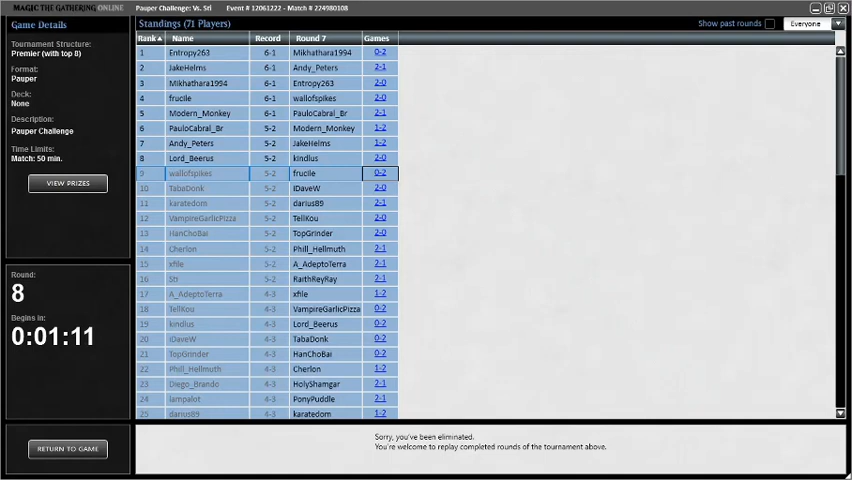 MAGIC THE GATHERING ONLINE Pauper Challenge: Vs. Str Event # 12061222 - Match # 224980108
Game Details
Tournament Structure:
Premier (with top 8)
Format:
Pauper
Deck:
None
Description:
Pauper Challenge
Time Limits:
Match: 50 min.
VIEW PRIZES
Round:
8
Begins in:
0:01:11
RETURN TO GAME
Standings (71 Players) Show past rounds Everyone
Rank Name Record Round 7 Games
1 Entropy263 6-1 Mikhathara1994 0-2
2 JakeHelms 6-1 Andy_Peters 2-1
3 Mikhathara1994 6-1 Entropy263 2-0
4 frucile 6-1 wallofspikes 2-0
5 Modern_Monkey 6-1 PauloCabral_Br 2-1
6 PauloCabral_Br 5-2 Modern_Monkey 1-2
7 Andy_Peters 5-2 JakeHelms 1-2
8 Lord_Beerus 5-2 kindlus 2-0
9 wallofspikes 5-2 frucile 0-2
10 TabaDonk 5-2 IDaveW 2-0
11 karatedom 5-2 darius89 2-1
12 VampireGarlicPizza 5-2 TellKou 2-0
13 HanChoBai 5-2 TopGrinder 2-0
14 Cherlon 5-2 Phill_Hellmuth 2-1
15 xfile 5-2 A_AdeptoTerra 2-1
16 Str 5-2 RaithReyRay 2-1
17 A_AdeptoTerra 4-3 xfile 1-2
18 TellKou 4-3 VampireGarlicPizza 0-2
19 kindlus 4-3 Lord_Beerus 0-2
20 IDaveW 4-3 TabaDonk 0-2
21 TopGrinder 4-3 HanChoBai 0-2
22 Phill_Hellmuth 4-3 Cherlon 1-2
23 Diego_Brando 4-3 HolyShamgar 2-1
24 lampalot 4-3 PonyPuddle 2-1
25 darius89 4-3 karatedom 1-2
Sorry, you've been eliminated.
You're welcome to replay completed rounds of the tournament above.